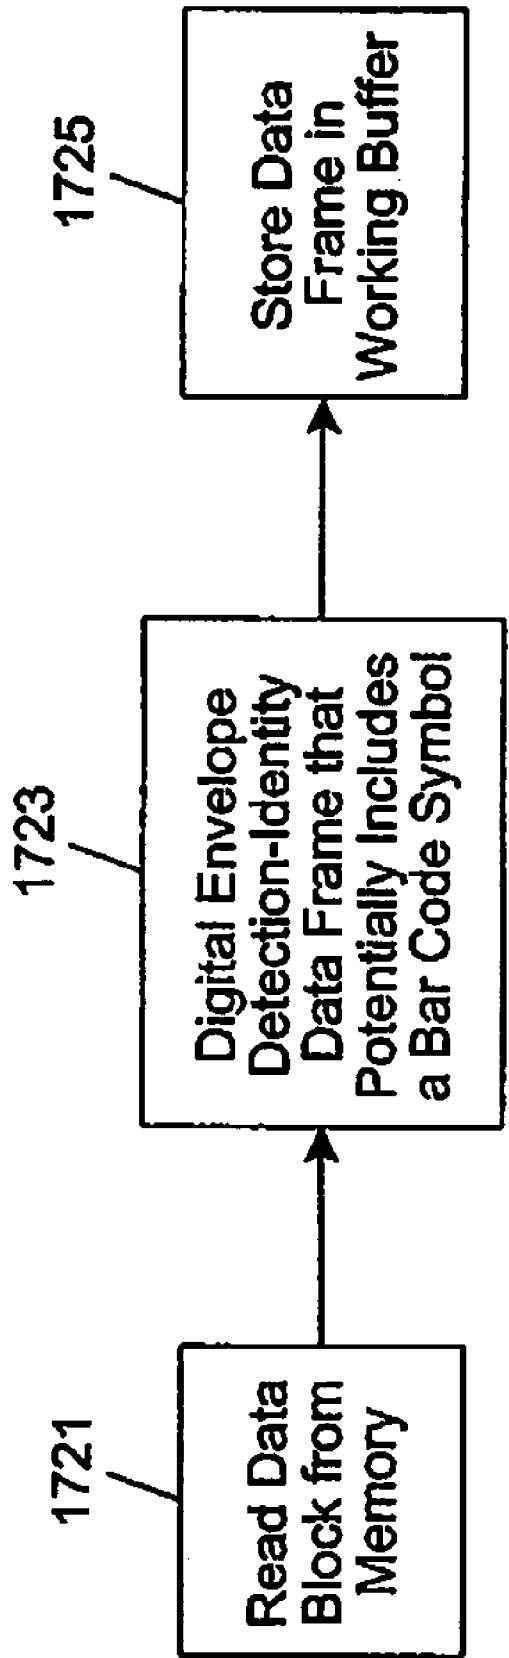 1721
Read Data
Block from
Memory
1723
Digital Envelope
Detection-Identity
Data Frame that
Potentially Includes
a Bar Code Symbol
1725
Store Data
Frame in
Working Buffer